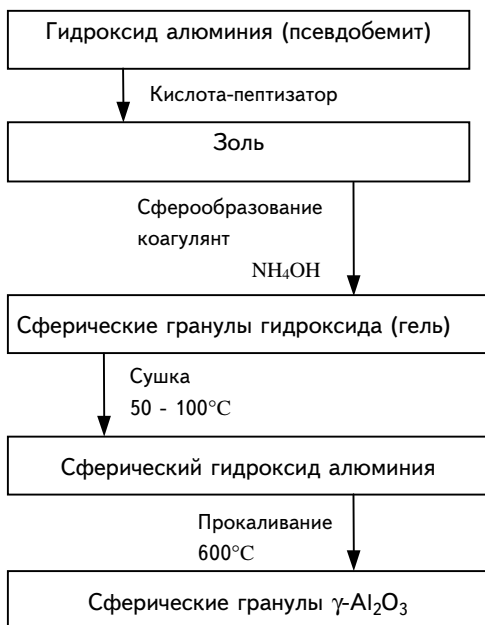 Гидроксид алюминия (псевдобемит)
Кислота-пептизатор
Золь
Сферообразование
коагулянт
NH₄OH
Сферические гранулы гидроксида (гель)
Сушка
50 - 100°C
Сферический гидроксид алюминия
Прокаливание
600°C
Сферические гранулы γ-Al₂O₃